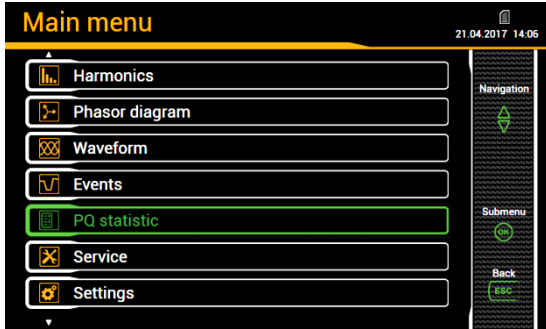 Main menu
21.04.2017 14:06
Harmonics
Phasor diagram
Waveform
Events
PQ statistic
Service
Settings
Navigation
Submenu
OK
Back
ESC